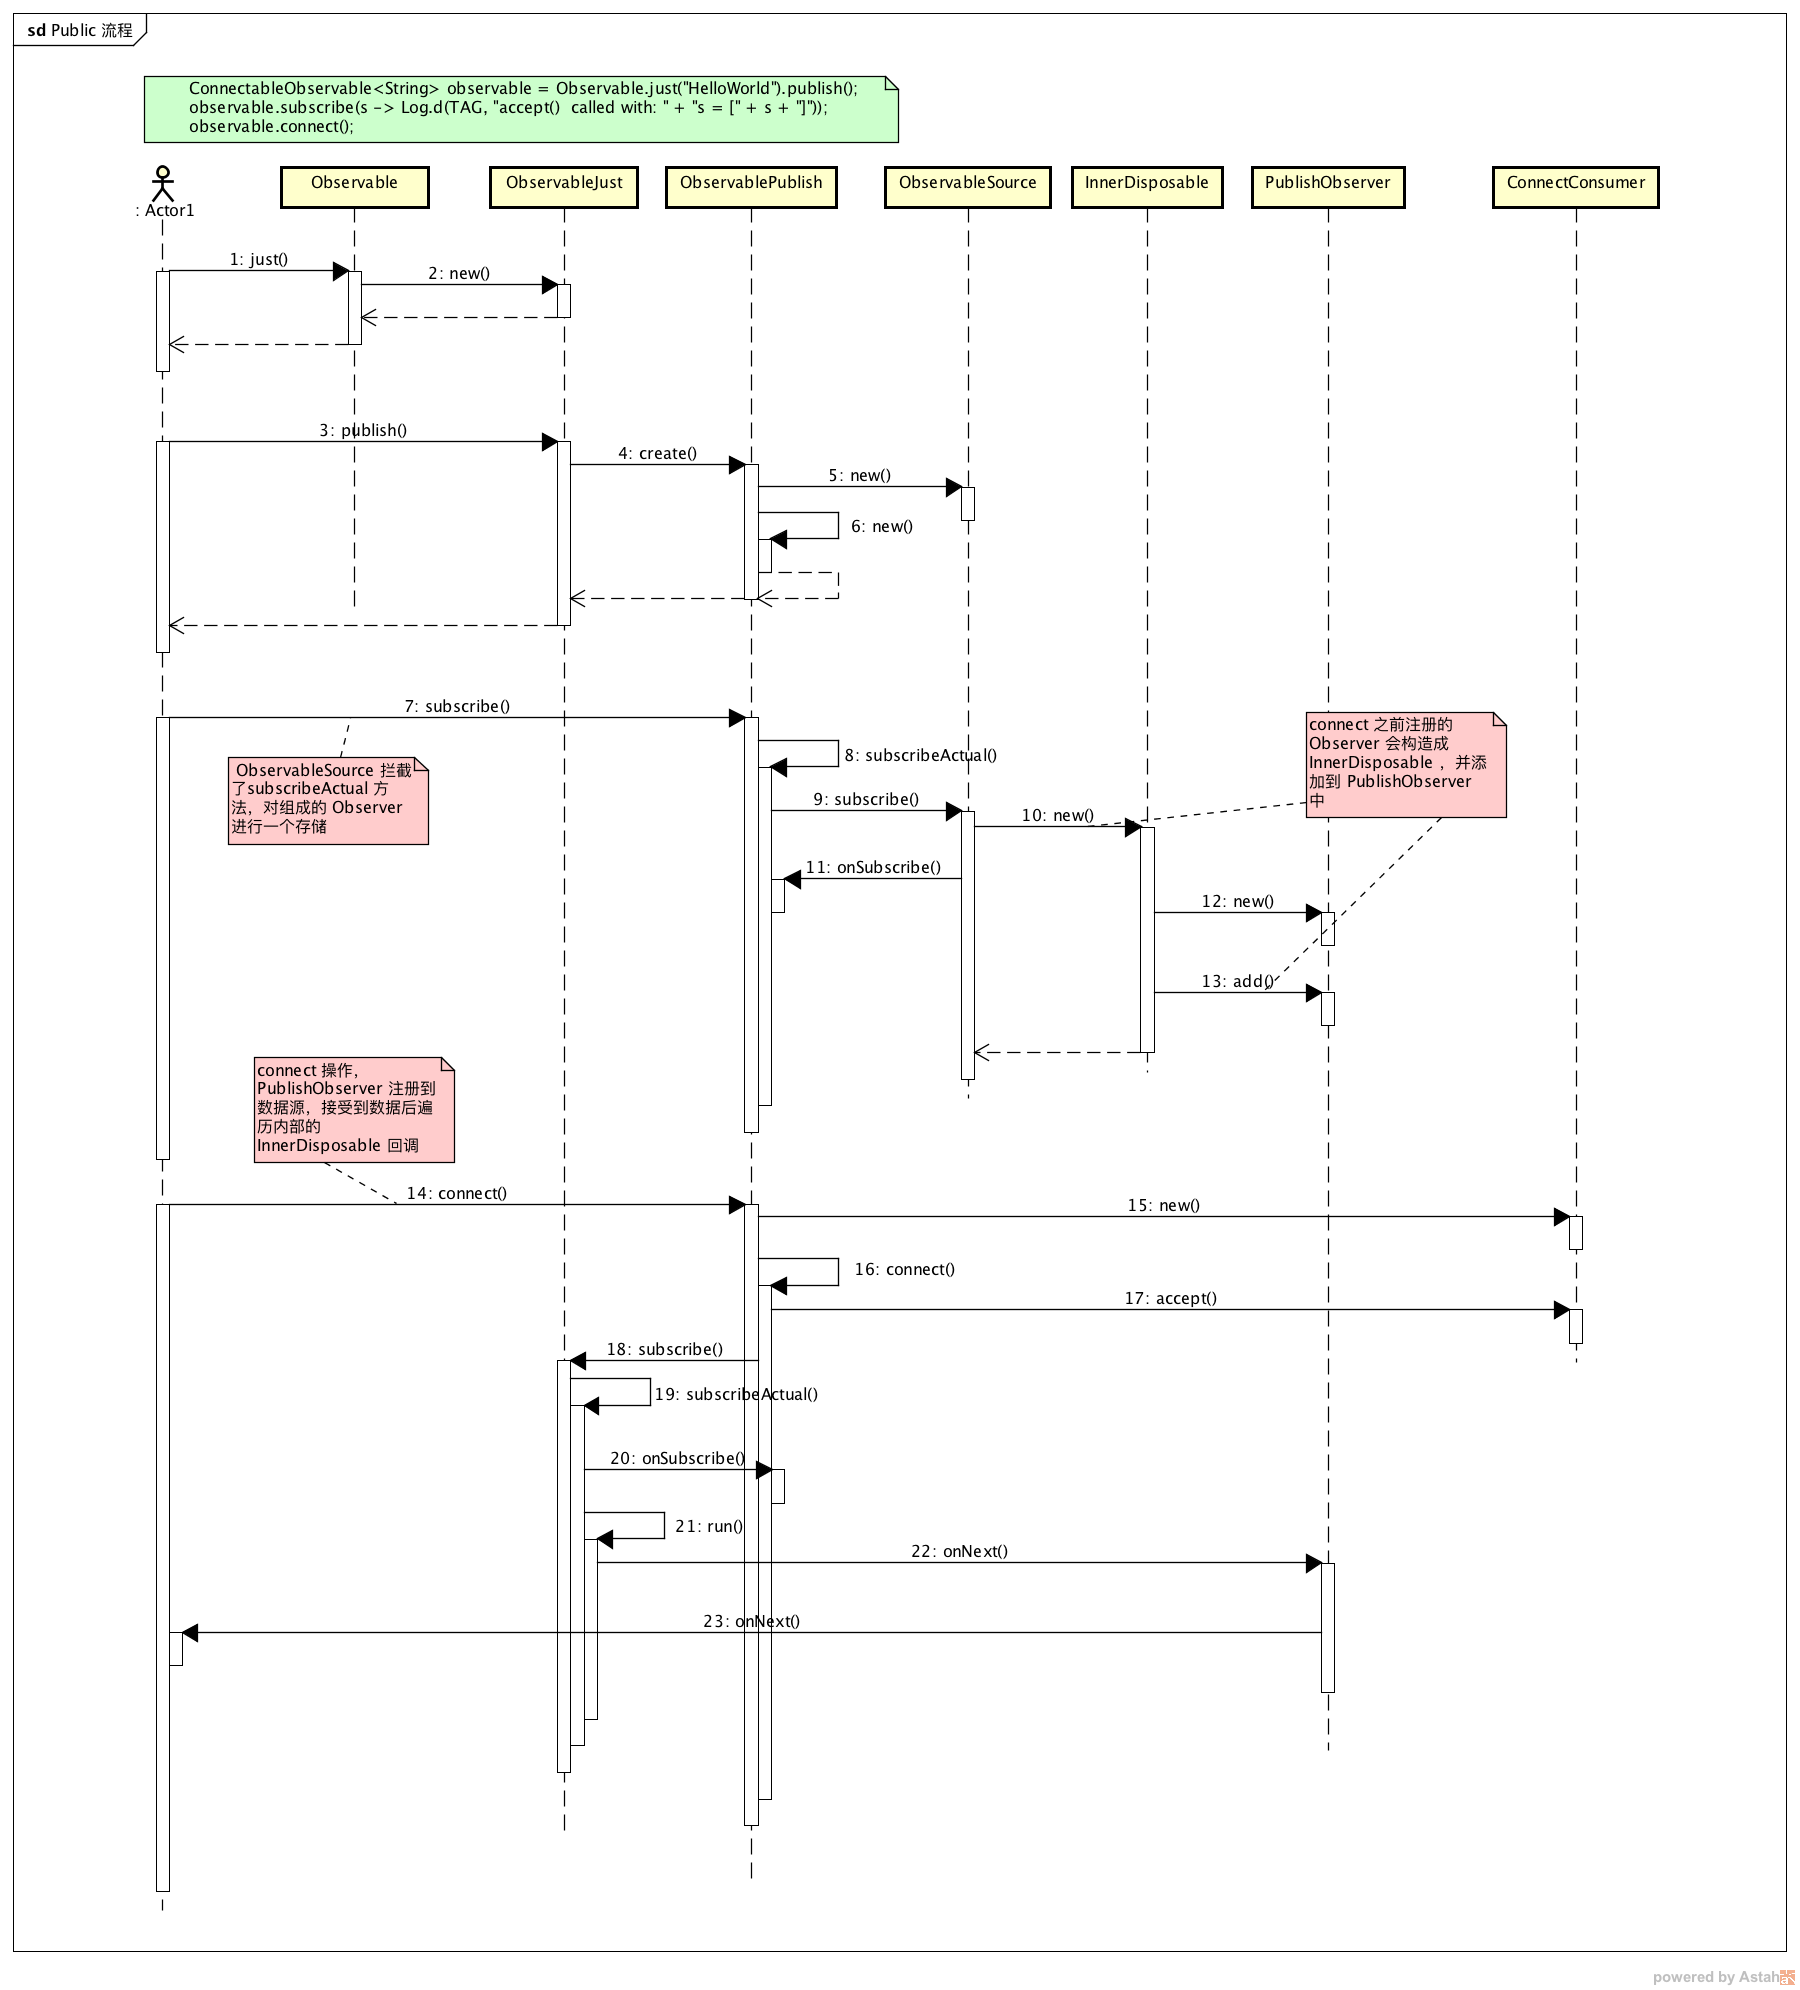 sd Public 流程
ConnectableObservable<String> observable = Observable.just("HelloWorld").publish();
observable.subscribe(s -> Log.d(TAG, "accept()  called with: " + "s = [" + s + "]"));
observable.connect();
: Actor1
Observable
ObservableJust
ObservablePublish
ObservableSource
InnerDisposable
PublishObserver
ConnectConsumer
1: just()
2: new()
3: publish()
4: create()
5: new()
6: new()
7: subscribe()
ObservableSource 拦截
了subscribeActual 方
法，对组成的 Observer
进行一个存储
connect 之前注册的
Observer 会构造成
InnerDisposable ，并添
加到 PublishObserver
中
8: subscribeActual()
9: subscribe()
10: new()
11: onSubscribe()
12: new()
13: add()
connect 操作，
PublishObserver 注册到
数据源，接受到数据后遍
历内部的
InnerDisposable 回调
14: connect()
15: new()
16: connect()
17: accept()
18: subscribe()
19: subscribeActual()
20: onSubscribe()
21: run()
22: onNext()
23: onNext()
powered by Astah